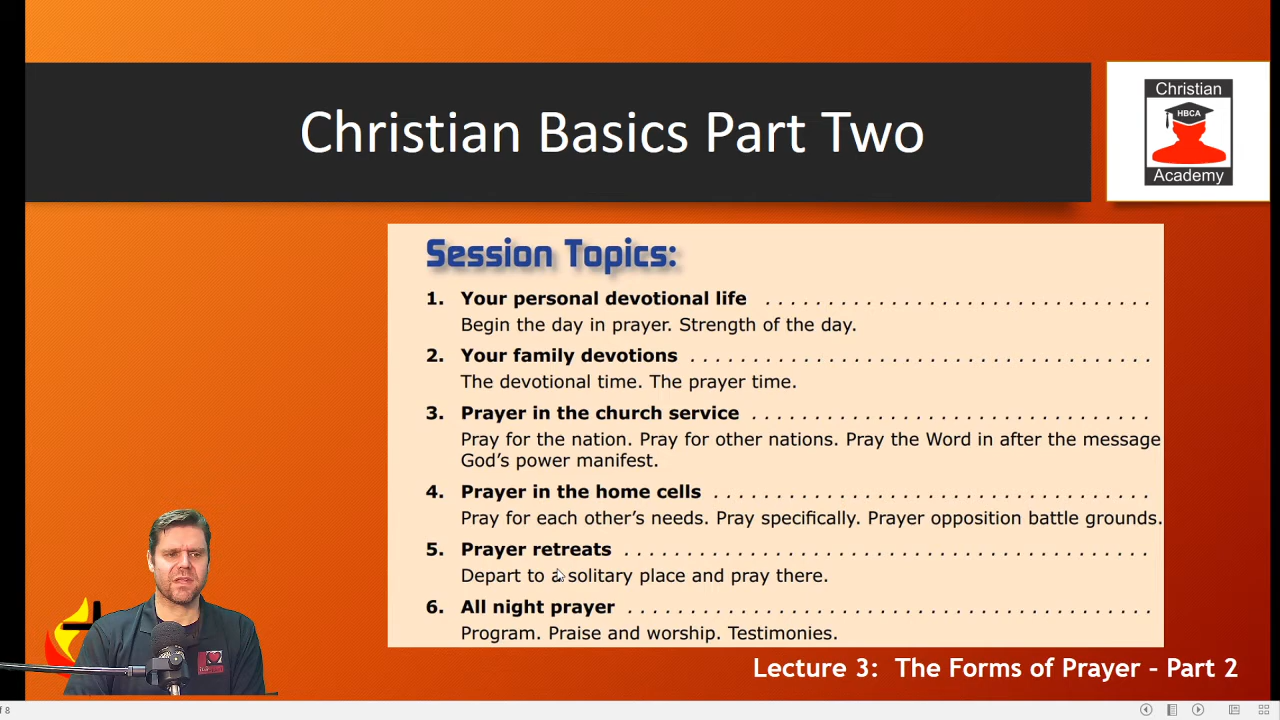 Christian Basics Part Two
Christian
HBCA
Academy
Session Topics:
1. Your personal devotional life . . . . . . . . . . . . . . . . . . . . . . . . . . . . . . .
Begin the day in prayer. Strength of the day.
2. Your family devotions . . . . . . . . . . . . . . . . . . . . . . . . . . . . . . . . . . . . .
The devotional time. The prayer time.
3. Prayer in the church service . . . . . . . . . . . . . . . . . . . . . . . . . . . . . . . .
Pray for the nation. Pray for other nations. Pray the Word in after the message
God’s power manifest.
4. Prayer in the home cells . . . . . . . . . . . . . . . . . . . . . . . . . . . . . . . . . . .
Pray for each other’s needs. Pray specifically. Prayer opposition battle grounds.
5. Prayer retreats . . . . . . . . . . . . . . . . . . . . . . . . . . . . . . . . . . . . . . . . . .
Depart to a solitary place and pray there.
6. All night prayer . . . . . . . . . . . . . . . . . . . . . . . . . . . . . . . . . . . . . . . . . .
Program. Praise and worship. Testimonies.
Lecture 3: The Forms of Prayer – Part 2
of 8